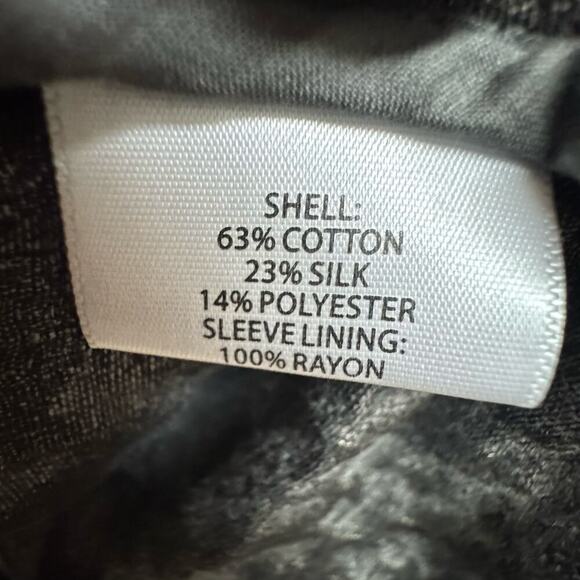 SHELL:
63% COTTON
23% SILK
14% POLYESTER
SLEEVE LINING:
100% RAYON